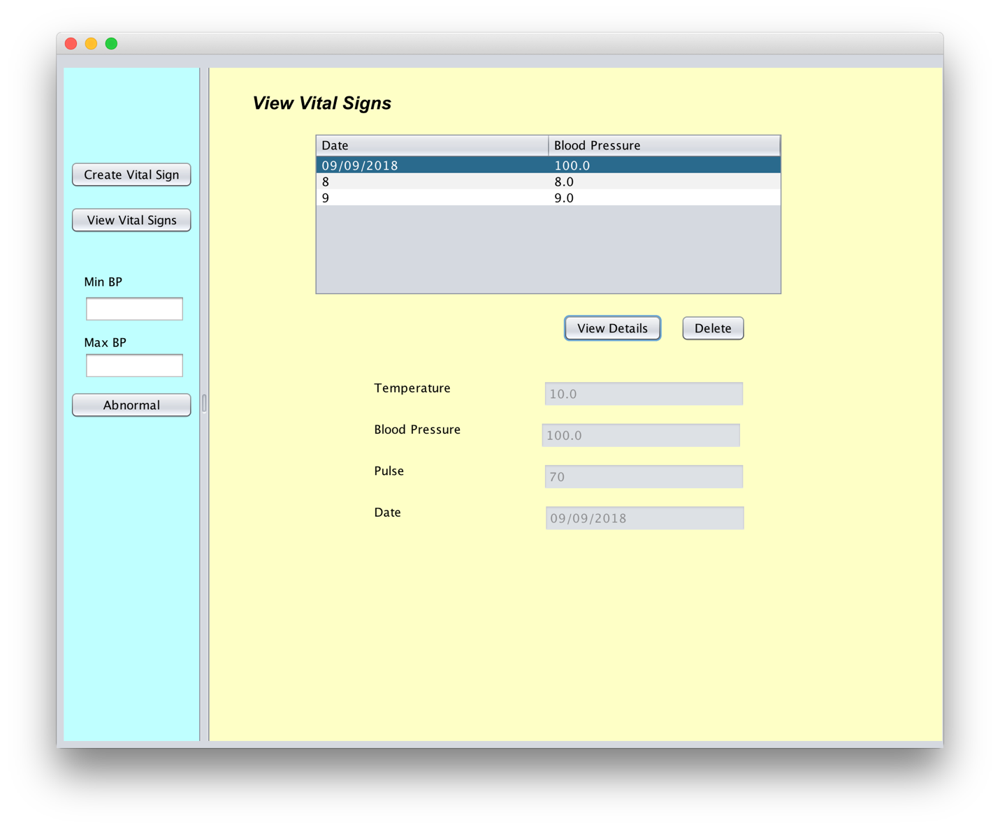 View Vital Signs
Date Blood Pressure
09/09/2018 100.0
8 8.0
9 9.0
Create Vital Sign
View Vital Signs
Min BP
Max BP
Abnormal
View Details Delete
Temperature 10.0
Blood Pressure 100.0
Pulse 70
Date 09/09/2018